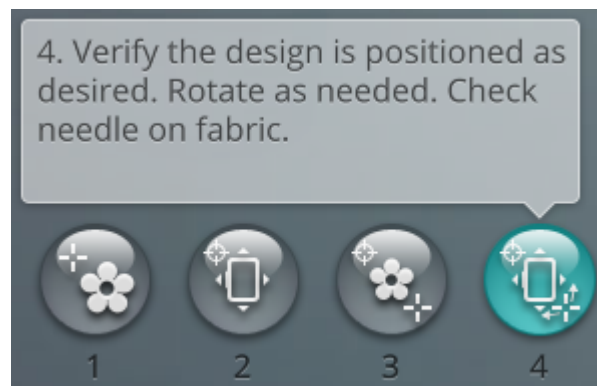 4. Verify the design is positioned as
desired. Rotate as needed. Check
needle on fabric.
1 2 3 4